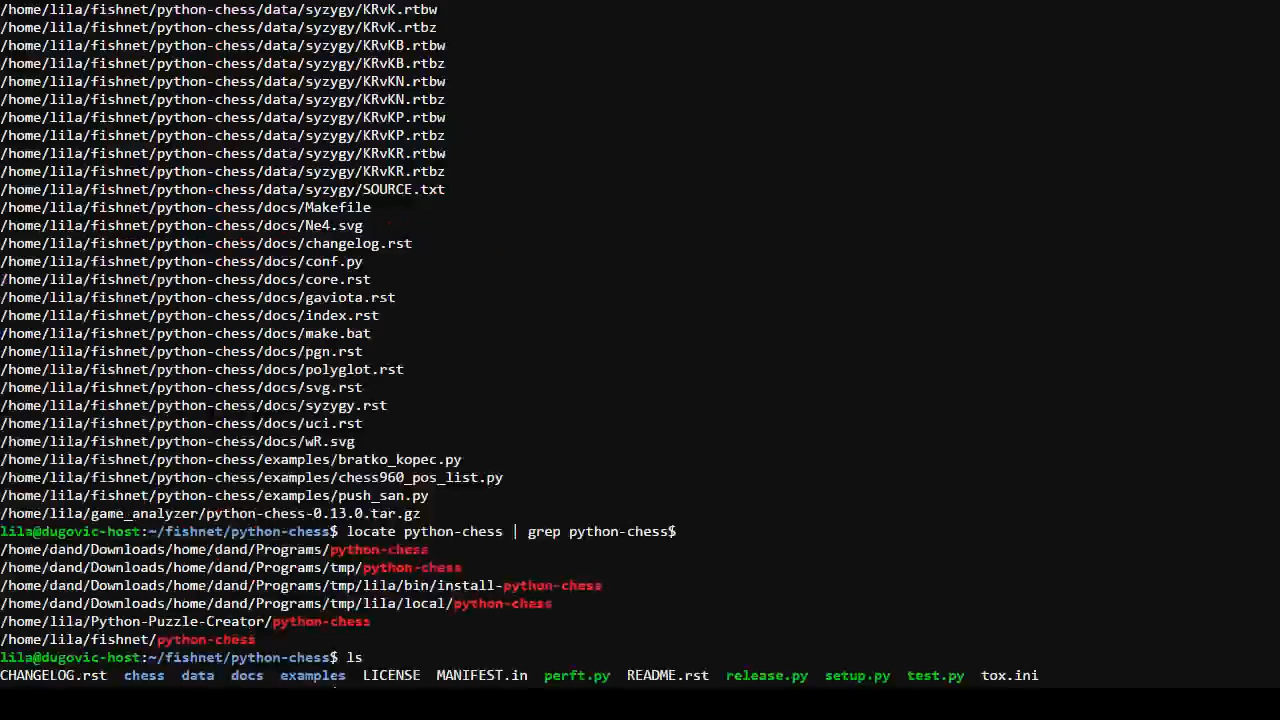 /home/lila/fishnet/python-chess/data/syzygy/KRvK.rtbw
/home/lila/fishnet/python-chess/data/syzygy/KRvK.rtbz
/home/lila/fishnet/python-chess/data/syzygy/KRvKB.rtbw
/home/lila/fishnet/python-chess/data/syzygy/KRvKB.rtbz
/home/lila/fishnet/python-chess/data/syzygy/KRvKN.rtbw
/home/lila/fishnet/python-chess/data/syzygy/KRvKN.rtbz
/home/lila/fishnet/python-chess/data/syzygy/KRvKP.rtbw
/home/lila/fishnet/python-chess/data/syzygy/KRvKP.rtbz
/home/lila/fishnet/python-chess/data/syzygy/KRvKR.rtbw
/home/lila/fishnet/python-chess/data/syzygy/KRvKR.rtbz
/home/lila/fishnet/python-chess/data/syzygy/SOURCE.txt
/home/lila/fishnet/python-chess/docs/Makefile
/home/lila/fishnet/python-chess/docs/Ne4.svg
/home/lila/fishnet/python-chess/docs/changelog.rst
/home/lila/fishnet/python-chess/docs/conf.py
/home/lila/fishnet/python-chess/docs/core.rst
/home/lila/fishnet/python-chess/docs/gaviota.rst
/home/lila/fishnet/python-chess/docs/index.rst
/home/lila/fishnet/python-chess/docs/make.bat
/home/lila/fishnet/python-chess/docs/pgn.rst
/home/lila/fishnet/python-chess/docs/polyglot.rst
/home/lila/fishnet/python-chess/docs/svg.rst
/home/lila/fishnet/python-chess/docs/syzygy.rst
/home/lila/fishnet/python-chess/docs/uci.rst
/home/lila/fishnet/python-chess/docs/wR.svg
/home/lila/fishnet/python-chess/examples/bratko_kopec.py
/home/lila/fishnet/python-chess/examples/chess960_pos_list.py
/home/lila/fishnet/python-chess/examples/push_san.py
/home/lila/game_analyzer/python-chess-0.13.0.tar.gz
lila@dugovic-host:~/fishnet/python-chess$ locate python-chess | grep python-chess$
/home/dand/Downloads/home/dand/Programs/python-chess
/home/dand/Downloads/home/dand/Programs/tmp/python-chess
/home/dand/Downloads/home/dand/Programs/tmp/lila/bin/install-python-chess
/home/dand/Downloads/home/dand/Programs/tmp/lila/local/python-chess
/home/lila/Python-Puzzle-Creator/python-chess
/home/lila/fishnet/python-chess
lila@dugovic-host:~/fishnet/python-chess$ ls
CHANGELOG.rst chess data docs examples LICENSE MANIFEST.in perft.py README.rst release.py setup.py test.py tox.ini